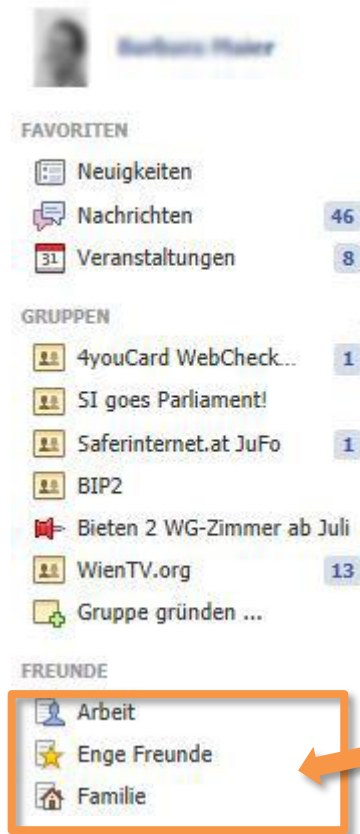 FAVORITEN
Neuigkeiten
Nachrichten 46
31 Veranstaltungen 8
GRUPPEN
4youCard WebCheck... 1
SI goes Parliament!
Saferinternet.at JuFo 1
BIP2
Bieten 2 WG-Zimmer ab Juli
WienTV.org 13
Gruppe gründen ...
FREUNDE
Arbeit
Enge Freunde
Familie